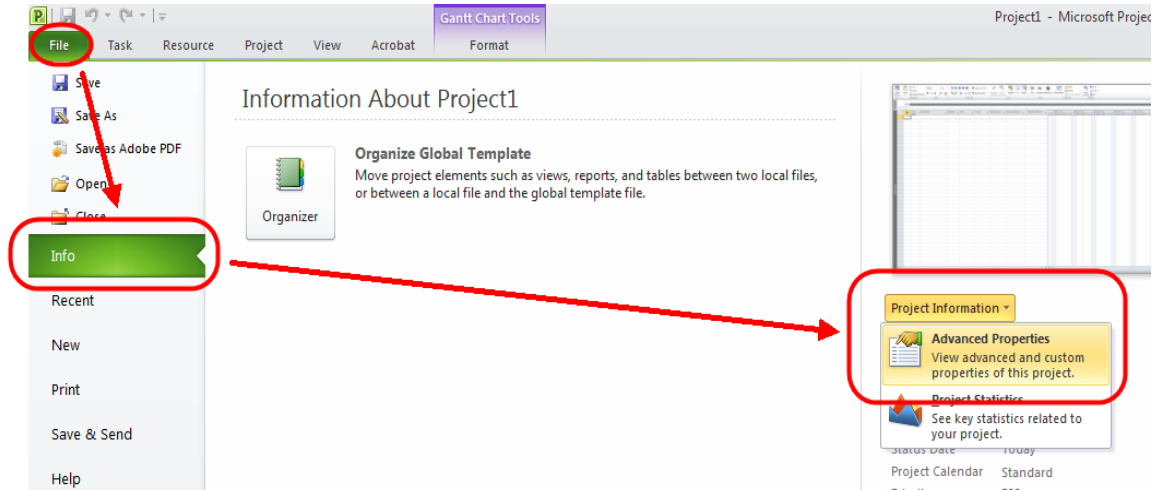 Gantt Chart Tools
Project1 - Microsoft Projec
File Task Resource Project View Acrobat Format
Save
Save As
Save as Adobe PDF
Open
Close
Info
Recent
New
Print
Save & Send
Help
Information About Project1
Organizer
Organize Global Template
Move project elements such as views, reports, and tables between two local files,
or between a local file and the global template file.
Project Information
Advanced Properties
View advanced and custom
properties of this project.
Project Statistics
See key statistics related to
your project.
Status Date Today
Project Calendar Standard